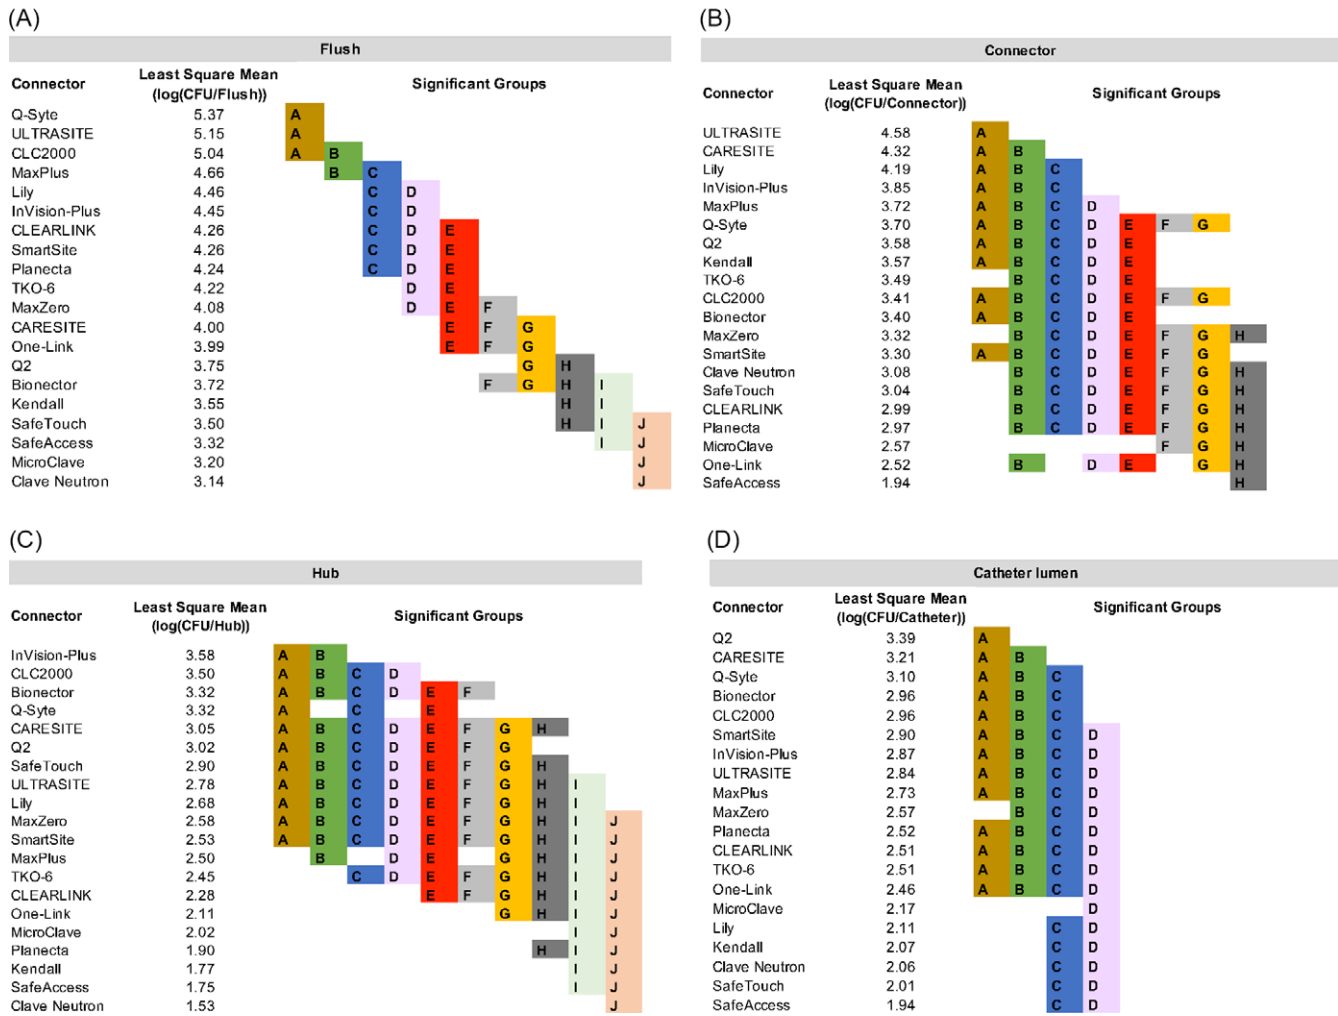 (A)
Flush
Connector Least Square Mean (log(CFU/Flush)) Significant Groups
Q-Syte 5.37 A
ULTRASITE 5.15 A
CLC2000 5.04 A B
MaxPlus 4.66 B C
Lily 4.46 C D
InVision-Plus 4.45 C D
CLEARLINK 4.26 C D E
SmartSite 4.26 C D E
Planecta 4.24 C D E
TKO-6 4.22 D E
MaxZero 4.08 D E F
CARESITE 4.00 E F G
One-Link 3.99 E F G
Q2 3.75 G H
Bionector 3.72 F G H I
Kendall 3.55 H I
SafeTouch 3.50 H I J
SafeAccess 3.32 I J
MicroClave 3.20 J
Clave Neutron 3.14 J
(B)
Connector
Connector Least Square Mean (log(CFU/Connector)) Significant Groups
ULTRASITE 4.58 A
CARESITE 4.32 A B
Lily 4.19 A B C
InVision-Plus 3.85 A B C
MaxPlus 3.72 A B C D
Q-Syte 3.70 A B C D E F G
Q2 3.58 A B C D E
Kendall 3.57 A B C D E
TKO-6 3.49 B C D E
CLC2000 3.41 A B C D E F G
Bionector 3.40 A B C D E
MaxZero 3.32 B C D E F G H
SmartSite 3.30 A B C D E F G
Clave Neutron 3.08 B C D E F G H
SafeTouch 3.04 B C D E F G H
CLEARLINK 2.99 B C D E F G H
Planecta 2.97 B C D E F G H
MicroClave 2.57 F G H
One-Link 2.52 B D E G H
SafeAccess 1.94 H
(C)
Hub
Connector Least Square Mean (log(CFU/Hub)) Significant Groups
InVision-Plus 3.58 A B
CLC2000 3.50 A B C D
Bionector 3.32 A B C D E F
Q-Syte 3.32 A C E
CARESITE 3.05 A B C D E F G H
Q2 3.02 A B C D E F G
SafeTouch 2.90 A B C D E F G H
ULTRASITE 2.78 A B C D E F G H I
Lily 2.68 A B C D E F G H I
MaxZero 2.58 A B C D E F G H I J
SmartSite 2.53 A B C D E F G H I J
MaxPlus 2.50 B D E G H I J
TKO-6 2.45 C D E F G H I J
CLEARLINK 2.28 E F G H I J
One-Link 2.11 G H I J
MicroClave 2.02 I J
Planecta 1.90 H I J
Kendall 1.77 I J
SafeAccess 1.75 I J
Clave Neutron 1.53 J
(D)
Catheter lumen
Connector Least Square Mean (log(CFU/Catheter)) Significant Groups
Q2 3.39 A
CARESITE 3.21 A B
Q-Syte 3.10 A B C
Bionector 2.96 A B C
CLC2000 2.96 A B C
SmartSite 2.90 A B C D
InVision-Plus 2.87 A B C D
ULTRASITE 2.84 A B C D
MaxPlus 2.73 A B C D
MaxZero 2.57 B C D
Planecta 2.52 A B C D
CLEARLINK 2.51 A B C D
TKO-6 2.51 A B C D
One-Link 2.46 A B C D
MicroClave 2.17 D
Lily 2.11 C D
Kendall 2.07 C D
Clave Neutron 2.06 C D
SafeTouch 2.01 C D
SafeAccess 1.94 C D